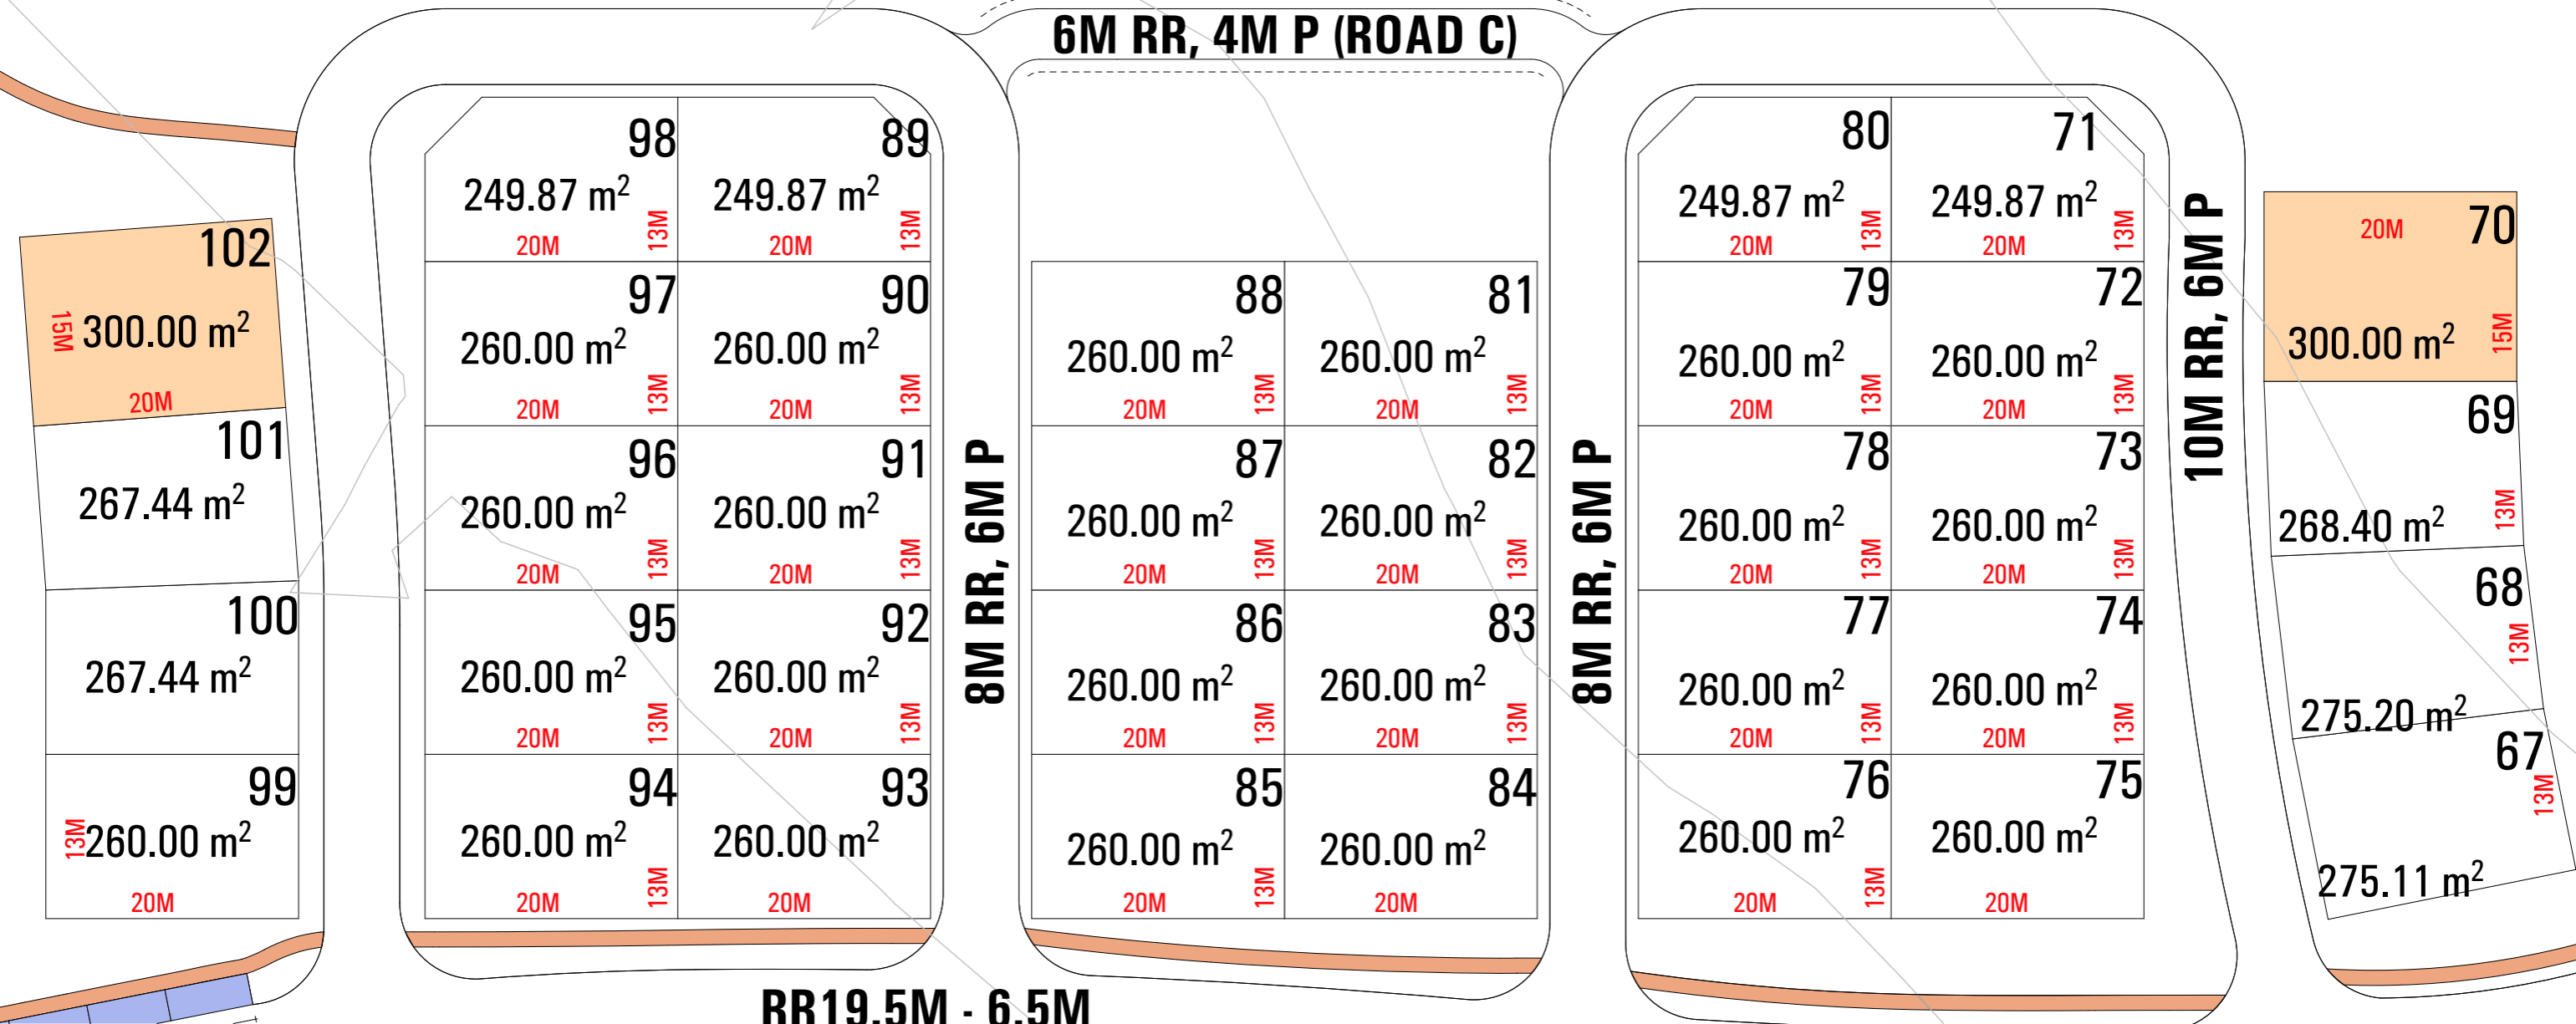 6M RR, 4M P (ROAD C)
102
300.00 m²
15M
20M
101
267.44 m²
100
267.44 m²
99
13M
260.00 m²
20M
98
249.87 m²
13M
20M
89
249.87 m²
13M
20M
97
260.00 m²
13M
20M
90
260.00 m²
13M
20M
96
260.00 m²
13M
20M
91
260.00 m²
13M
20M
95
260.00 m²
13M
20M
92
260.00 m²
13M
20M
94
260.00 m²
13M
20M
93
260.00 m²
20M
8M RR, 6M P
88
260.00 m²
13M
20M
81
260.00 m²
13M
20M
87
260.00 m²
13M
20M
82
260.00 m²
13M
20M
86
260.00 m²
13M
20M
83
260.00 m²
13M
20M
85
260.00 m²
13M
20M
84
260.00 m²
20M
8M RR, 6M P
80
249.87 m²
13M
20M
71
249.87 m²
13M
20M
79
260.00 m²
13M
20M
72
260.00 m²
13M
20M
78
260.00 m²
13M
20M
73
260.00 m²
13M
20M
77
260.00 m²
13M
20M
74
260.00 m²
13M
20M
76
260.00 m²
13M
20M
75
260.00 m²
20M
10M RR, 6M P
20M
70
300.00 m²
15M
69
13M
268.40 m²
68
13M
275.20 m²
67
13M
275.11 m²
RR19.5M - 6.5M